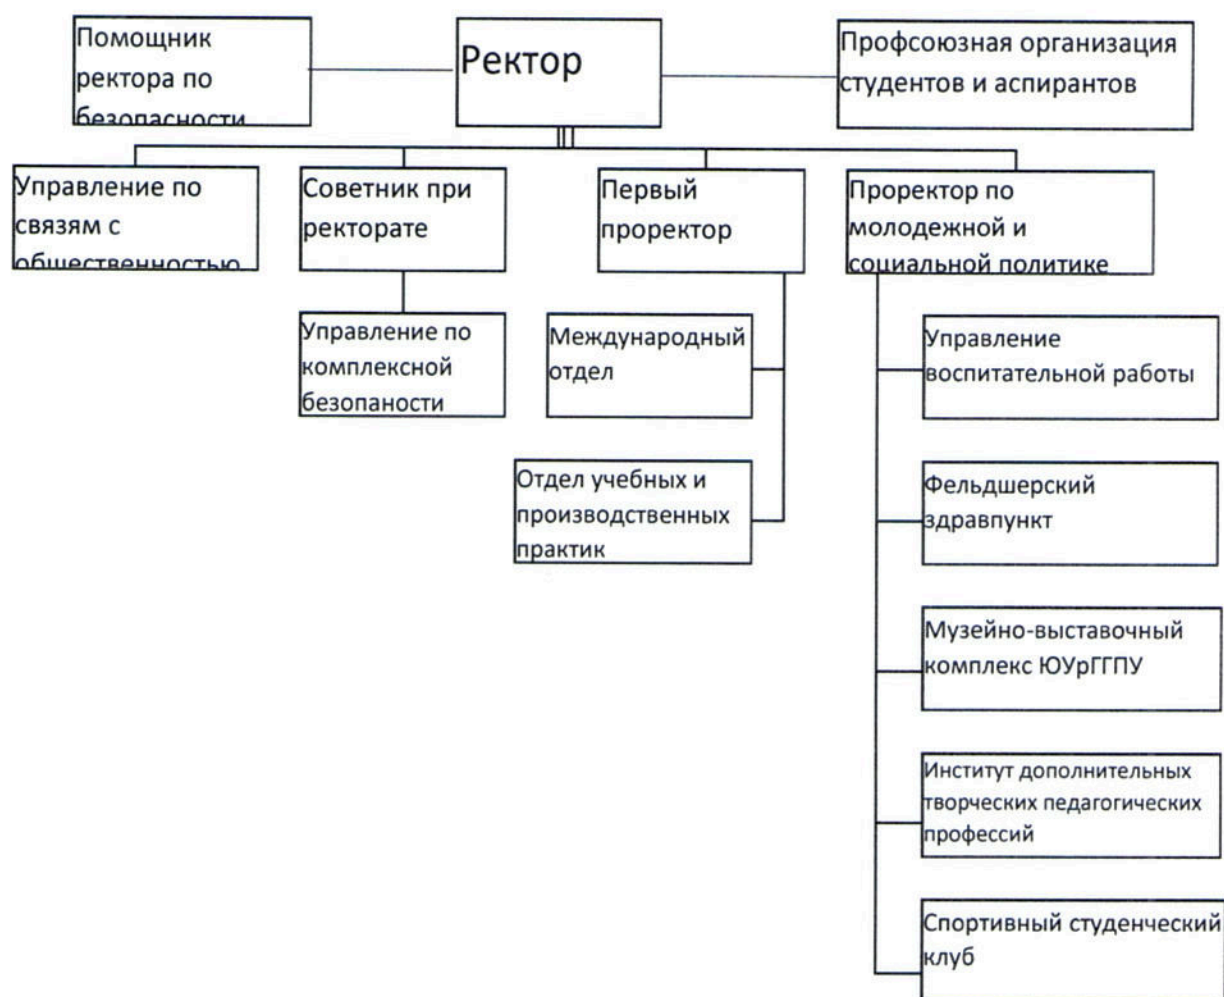 Помощник
ректора по
безопасности
Ректор
Профсоюзная организация
студентов и аспирантов
Управление по
связям с
общественностью
Советник при
ректорате
Первый
проректор
Проректор по
молодежной и
социальной политике
Управление по
комплексной
безопаности
Международный
отдел
Отдел учебных и
производственных
практик
Управление
воспитательной работы
Фельдшерский
здравпункт
Музейно-выставочный
комплекс ЮУрГГПУ
Институт дополнительных
творческих педагогических
профессий
Спортивный студенческий
клуб